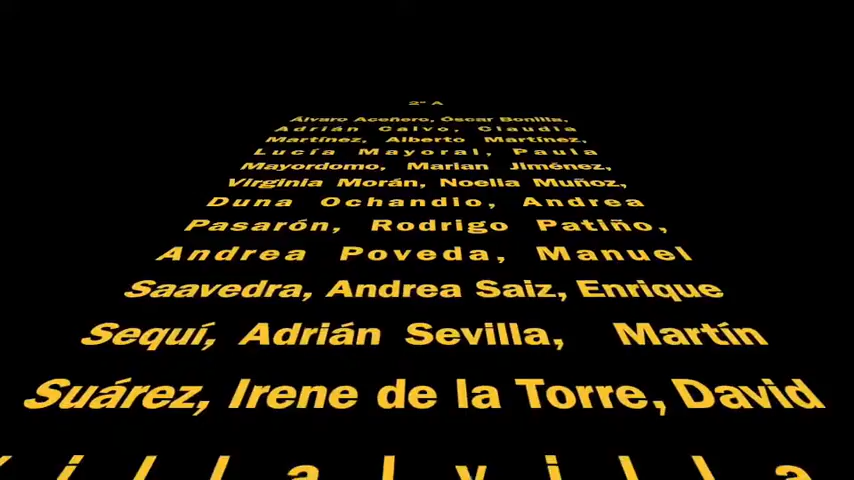 2º A
Álvaro Aceñero, Óscar Bonilla,
Adrián Calvo, Claudia
Martínez, Alberto Martínez,
Lucía Mayoral, Paula
Mayordomo, Marian Jiménez,
Virginia Morán, Noelia Muñoz,
Duna Ochandio, Andrea
Pasarón, Rodrigo Patiño,
Andrea Poveda, Manuel
Saavedra, Andrea Saiz, Enrique
Sequí, Adrián Sevilla, Martín
Suárez, Irene de la Torre, David